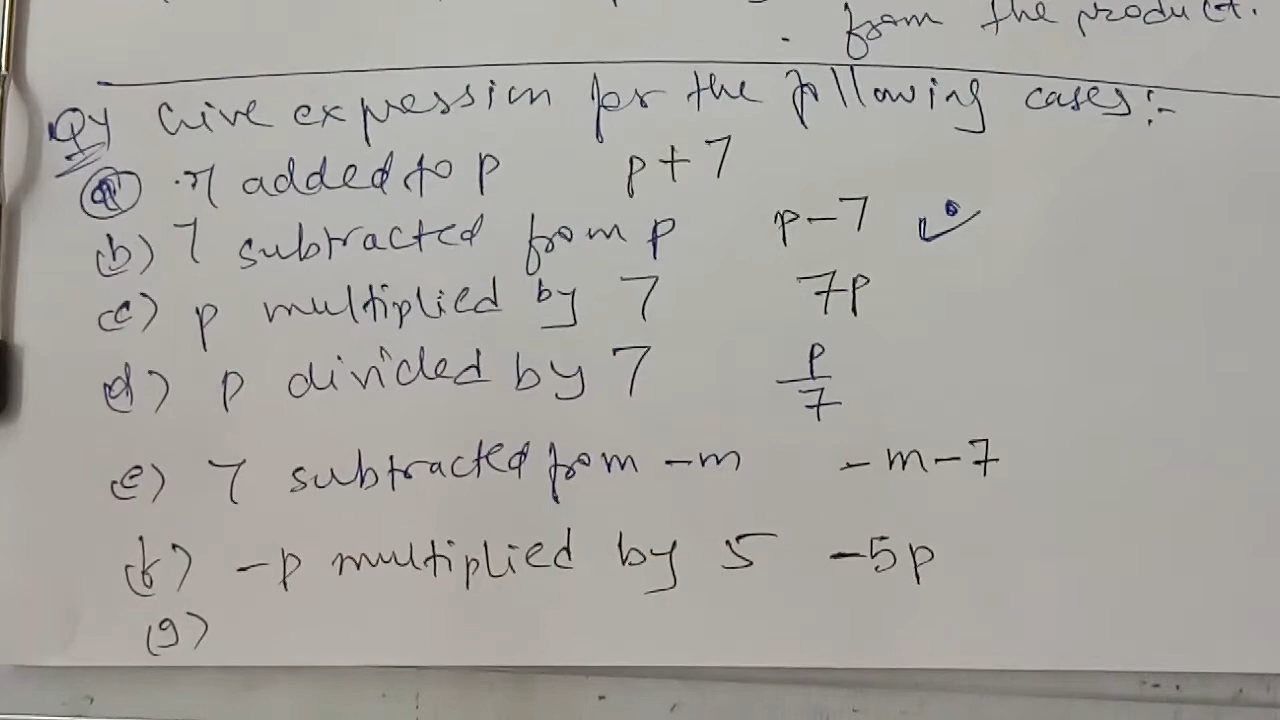 from the product.
Q4 Give expression for the following cases:-
(a) 7 added to p p+7
(b) 7 subtracted from p p-7
(c) p multiplied by 7 7p
(d) p divided by 7 p/7
(e) 7 subtracted from -m -m-7
(f) -p multiplied by 5 -5p
(g)